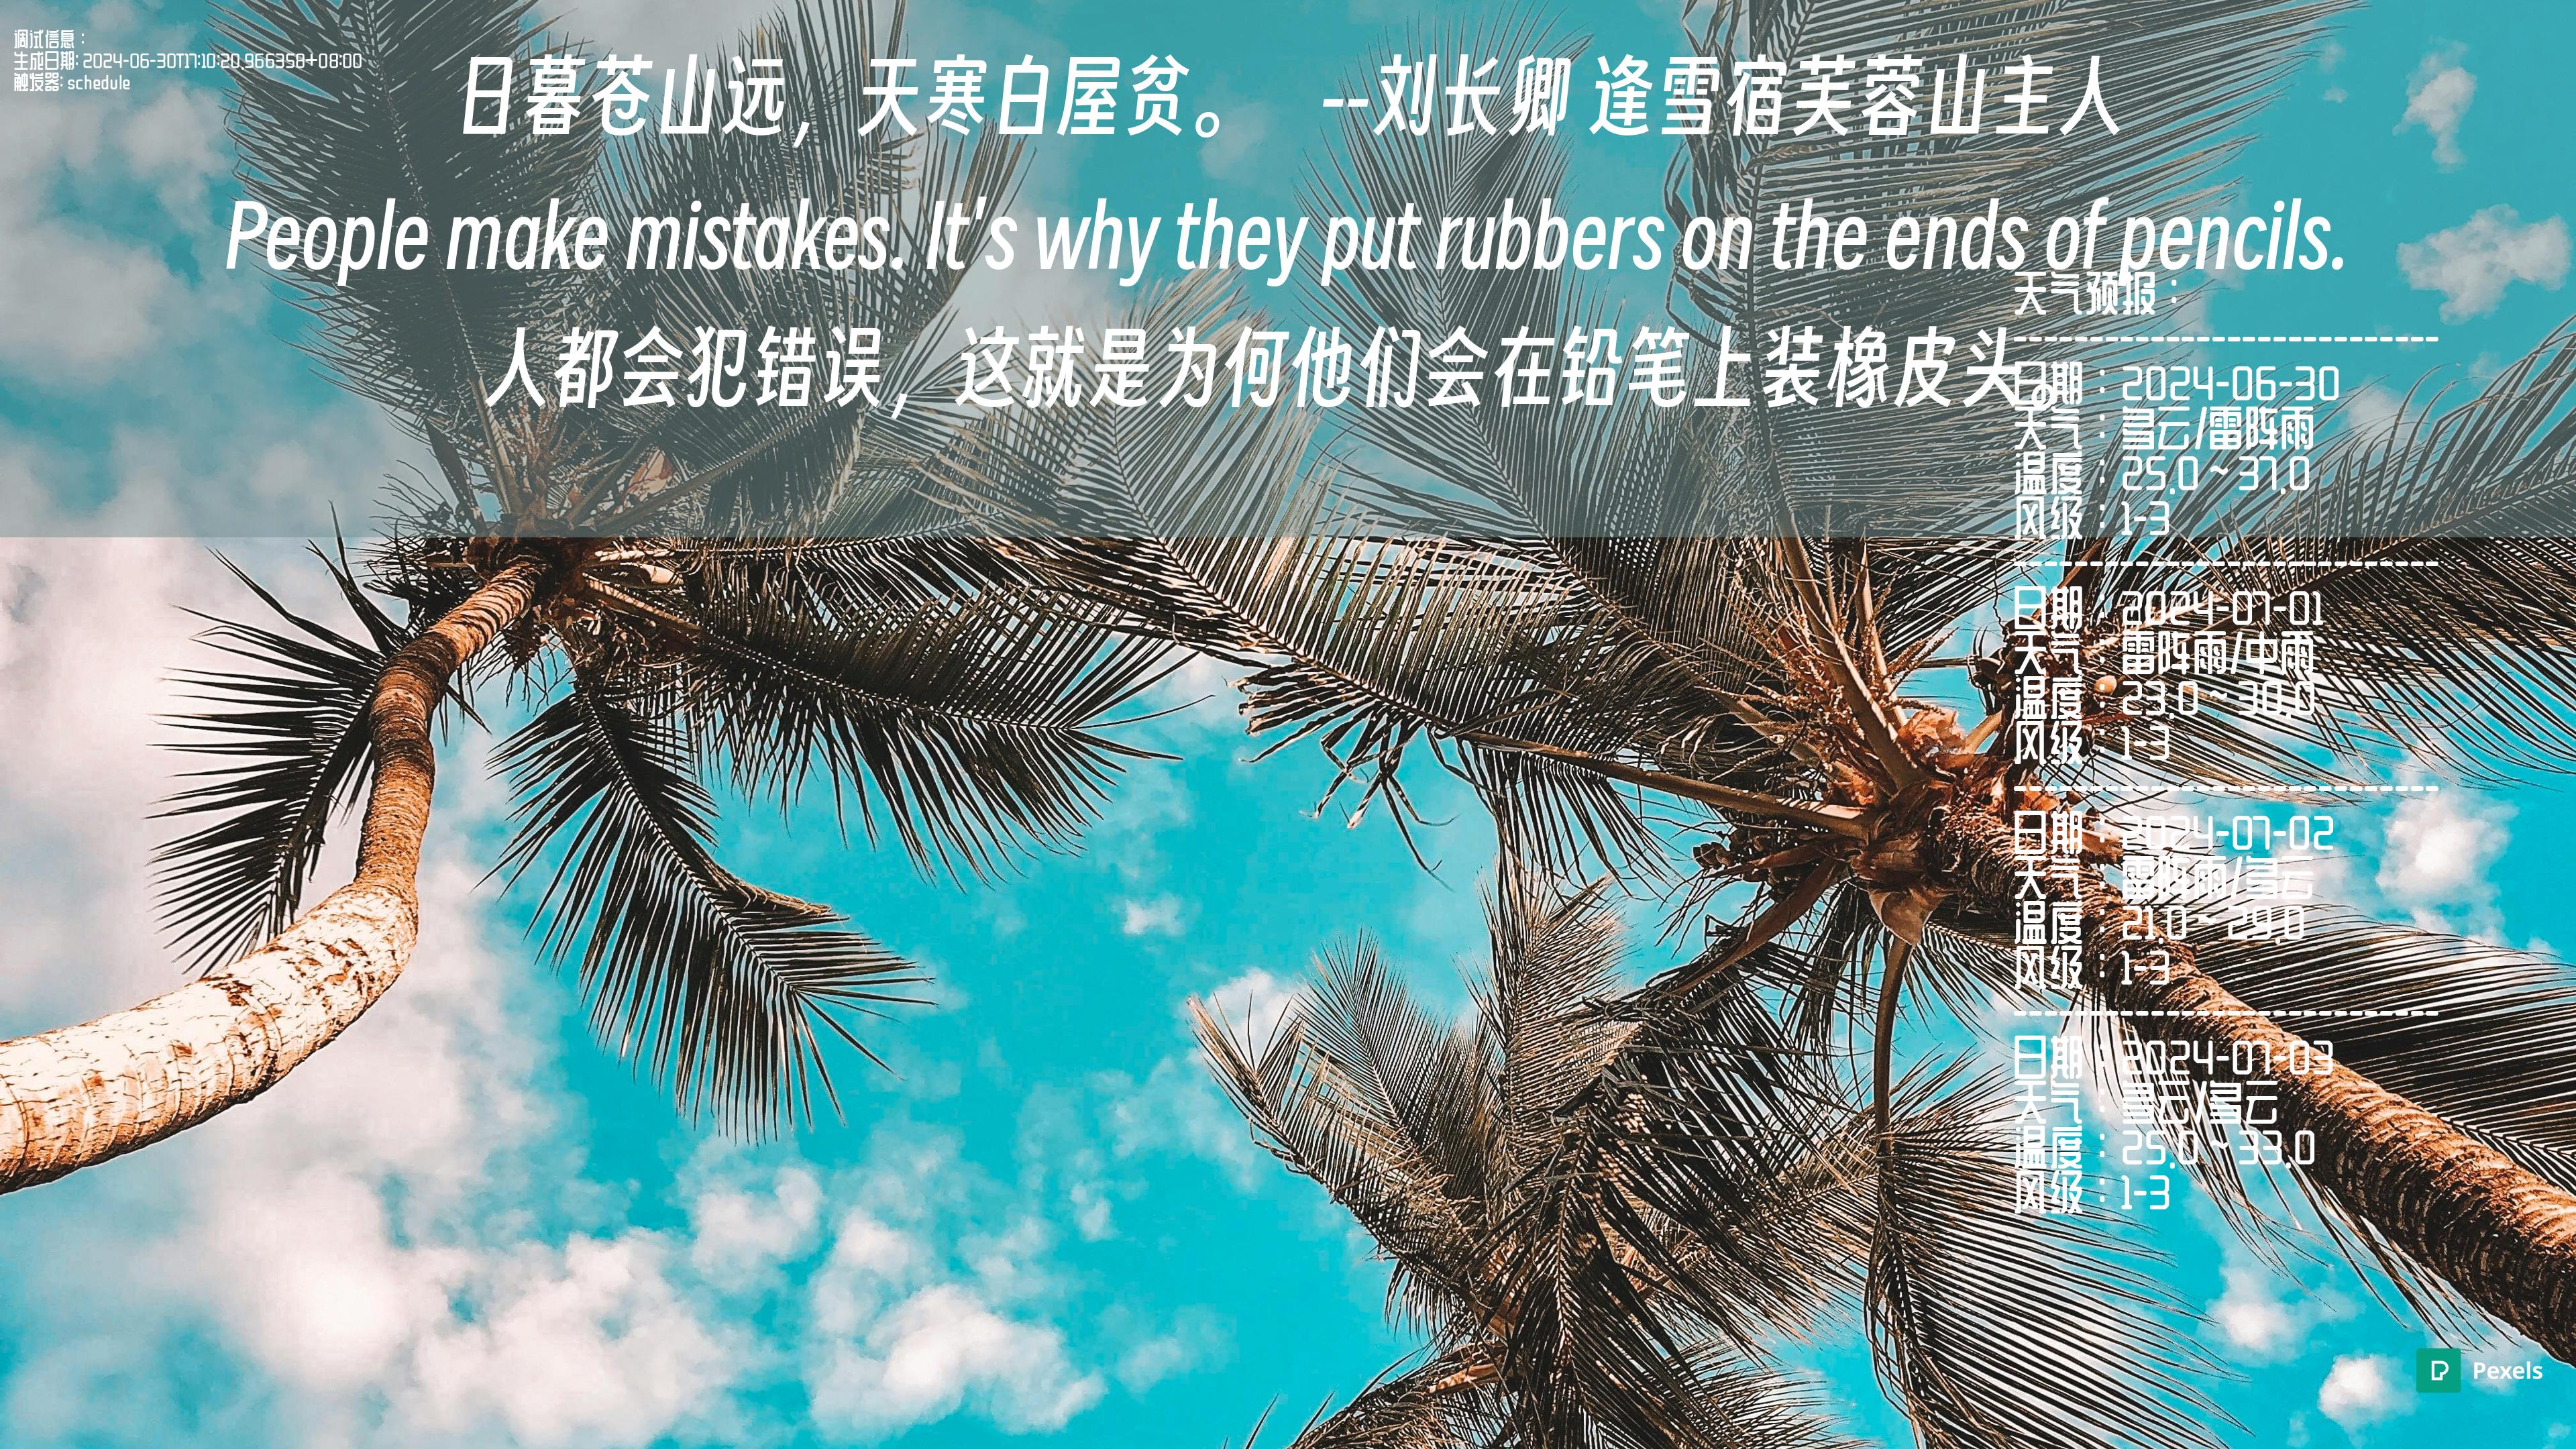 调试信息：
生成日期: 2024-06-30T17:10:20.966358+08:00
触发器: schedule
日暮苍山远，天寒白屋贫。 --刘长卿 逢雪宿芙蓉山主人
People make mistakes. It's why they put rubbers on the ends of pencils.
人都会犯错误，这就是为何他们会在铅笔上装橡皮头。
天气预报：
------------------------------
日期：2024-06-30
天气：多云/雷阵雨
温度：25.0 ~ 37.0
风级：1-3
------------------------------
日期：2024-07-01
天气：雷阵雨/中雨
温度：23.0 ~ 30.0
风级：1-3
------------------------------
日期：2024-07-02
天气：雷阵雨/多云
温度：21.0 ~ 29.0
风级：1-3
------------------------------
日期：2024-07-03
天气：多云/多云
温度：25.0 ~ 33.0
风级：1-3
Pexels